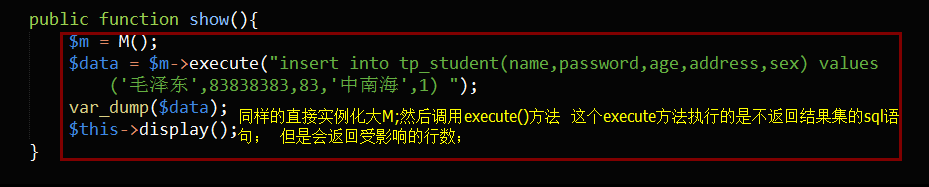 public function show(){
$m = M();
$data = $m->execute("insert into tp_student(name,password,age,address,sex) values
('毛泽东',83838383,83,'中南海',1) ");
var_dump($data);
$this->display();
同样的直接实例化大M;然后调用execute()方法 这个execute方法执行的是不返回结果集的sql语
句; 但是会返回受影响的行数;
}